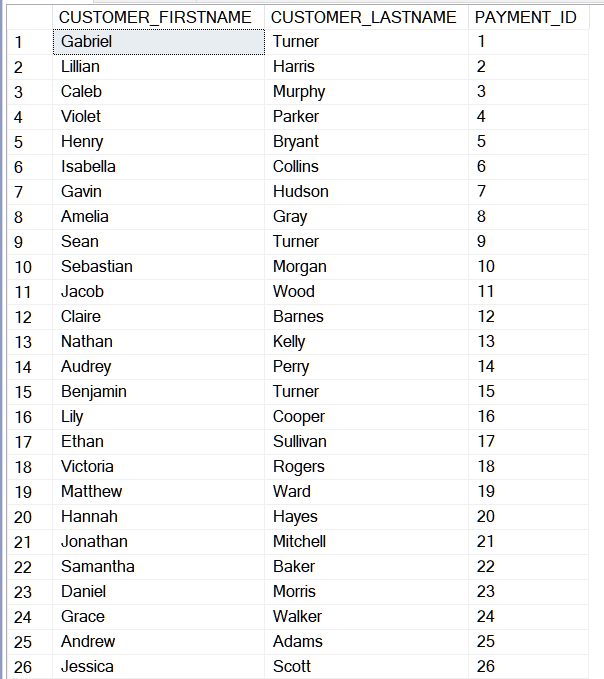 CUSTOMER_FIRSTNAME CUSTOMER_LASTNAME PAYMENT_ID
1 Gabriel Turner 1
2 Lillian Harris 2
3 Caleb Murphy 3
4 Violet Parker 4
5 Henry Bryant 5
6 Isabella Collins 6
7 Gavin Hudson 7
8 Amelia Gray 8
9 Sean Turner 9
10 Sebastian Morgan 10
11 Jacob Wood 11
12 Claire Barnes 12
13 Nathan Kelly 13
14 Audrey Perry 14
15 Benjamin Turner 15
16 Lily Cooper 16
17 Ethan Sullivan 17
18 Victoria Rogers 18
19 Matthew Ward 19
20 Hannah Hayes 20
21 Jonathan Mitchell 21
22 Samantha Baker 22
23 Daniel Morris 23
24 Grace Walker 24
25 Andrew Adams 25
26 Jessica Scott 26